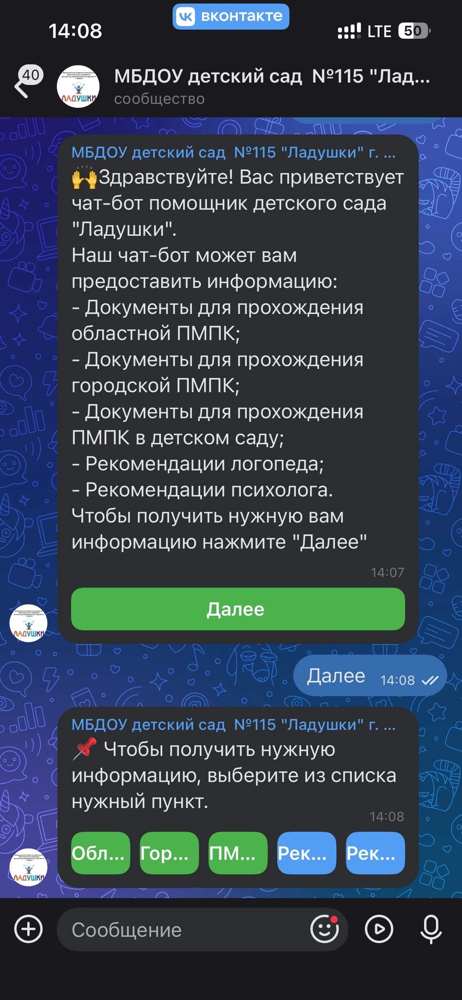 вконтакте
14:08
LTE 50
40
МБДОУ детский сад №115 "Лад...
сообщество
МБДОУ детский сад №115 "Ладушки" г. ...
🙌Здравствуйте! Вас приветствует
чат-бот помощник детского сада
"Ладушки".
Наш чат-бот может вам
предоставить информацию:
- Документы для прохождения
областной ПМПК;
- Документы для прохождения
городской ПМПК;
- Документы для прохождения
ПМПК в детском саду;
- Рекомендации логопеда;
- Рекомендации психолога.
Чтобы получить нужную вам
информацию нажмите "Далее"
14:07
Далее
ЛАДУШКИ
Далее 14:08
МБДОУ детский сад №115 "Ладушки" г. ...
📌 Чтобы получить нужную
информацию, выберите из списка
нужный пункт.
14:08
Обл... Гор... ПМ... Рек... Рек...
ЛАДУШКИ
Сообщение